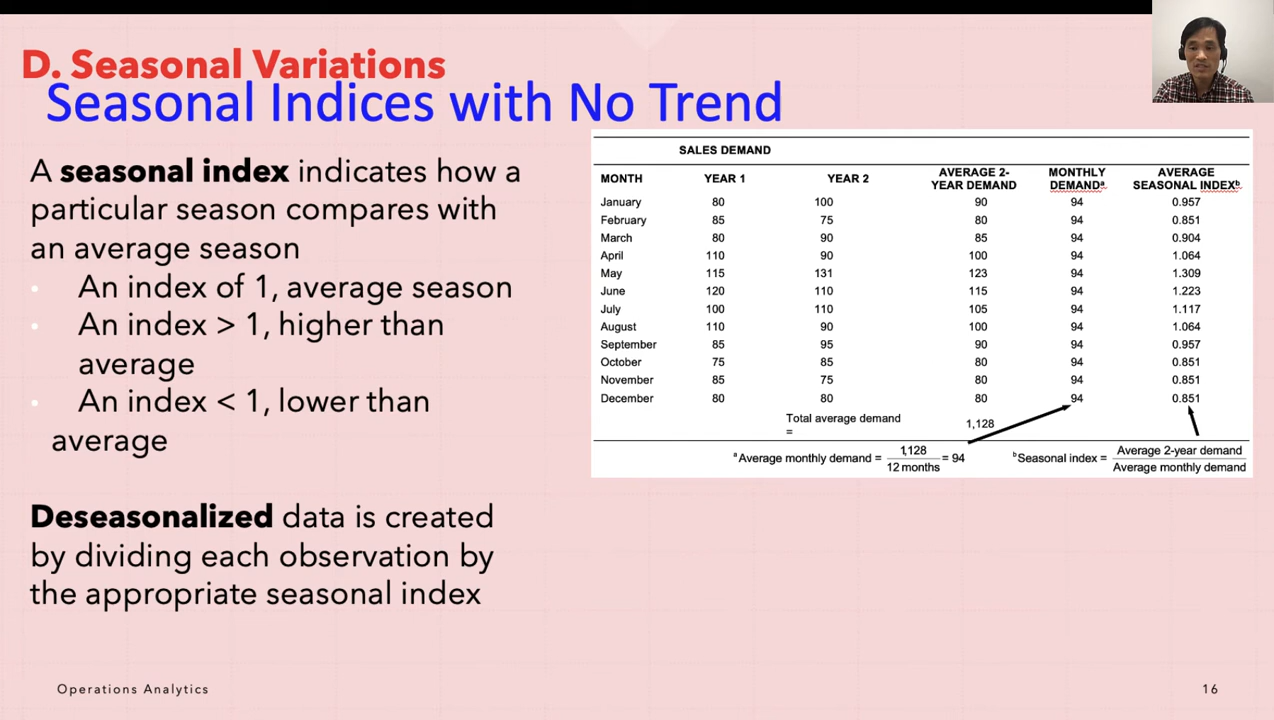 D. Seasonal Variations
Seasonal Indices with No Trend
A seasonal index indicates how a
particular season compares with
an average season
• An index of 1, average season
• An index > 1, higher than
average
• An index < 1, lower than
average
Deseasonalized data is created
by dividing each observation by
the appropriate seasonal index
SALES DEMAND
MONTH YEAR 1 YEAR 2 AVERAGE 2-YEAR DEMAND MONTHLY DEMANDa AVERAGE SEASONAL INDEXb
January 80 100 90 94 0.957
February 85 75 80 94 0.851
March 80 90 85 94 0.904
April 110 90 100 94 1.064
May 115 131 123 94 1.309
June 120 110 115 94 1.223
July 100 110 105 94 1.117
August 110 90 100 94 1.064
September 85 95 90 94 0.957
October 75 85 80 94 0.851
November 85 75 80 94 0.851
December 80 80 80 94 0.851
Total average demand = 1,128
a Average monthly demand = 1,128 / 12 months = 94
b Seasonal index = Average 2-year demand / Average monthly demand
Operations Analytics
16